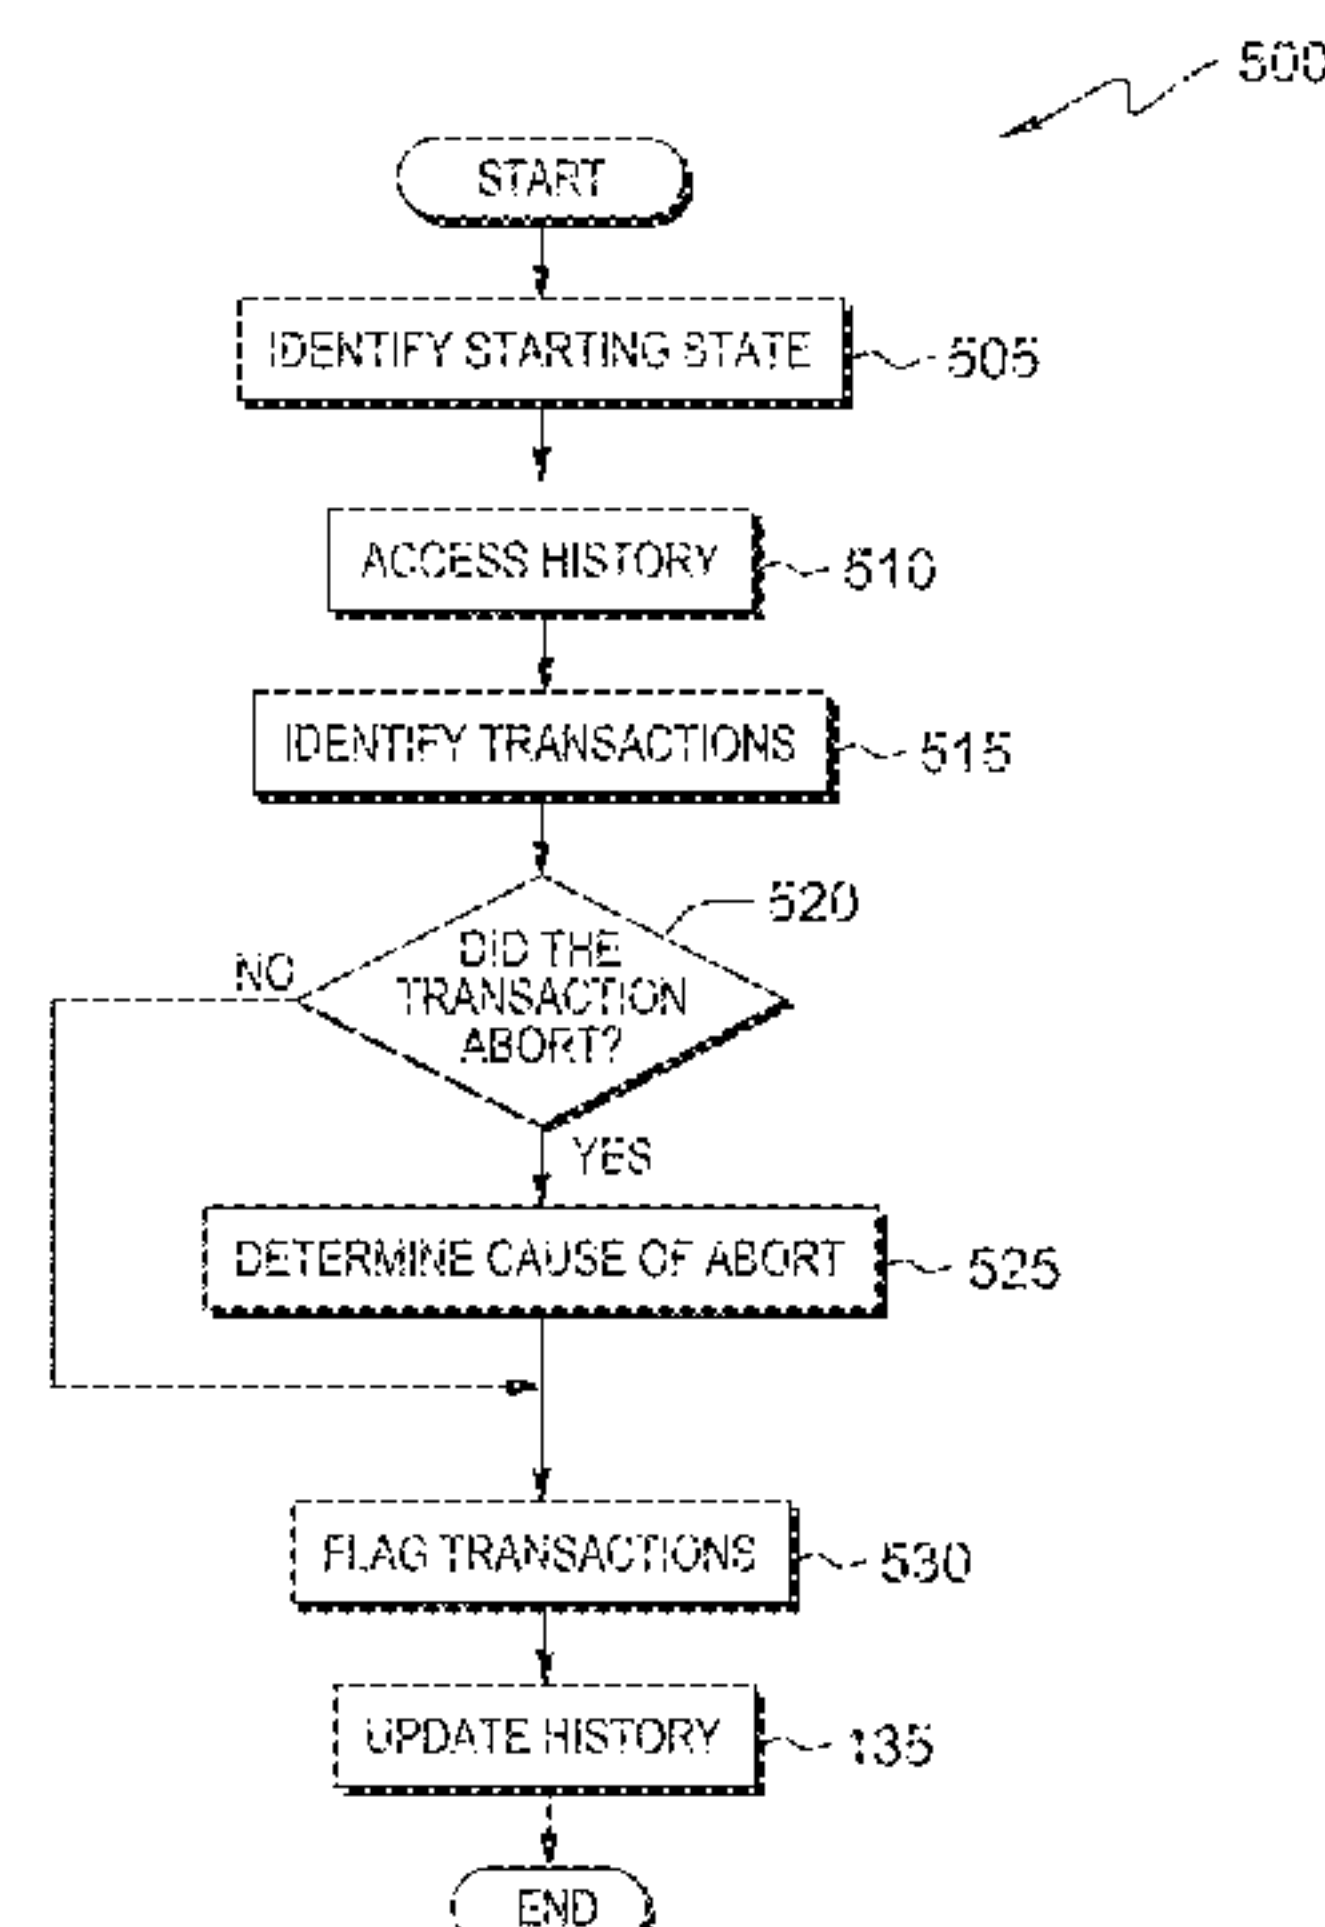 500
START
IDENTIFY STARTING STATE
505
ACCESS HISTORY
510
IDENTIFY TRANSACTIONS
515
520
DID THE
TRANSACTION
ABORT?
NO
YES
DETERMINE CAUSE OF ABORT
525
FLAG TRANSACTIONS
530
UPDATE HISTORY
135
END